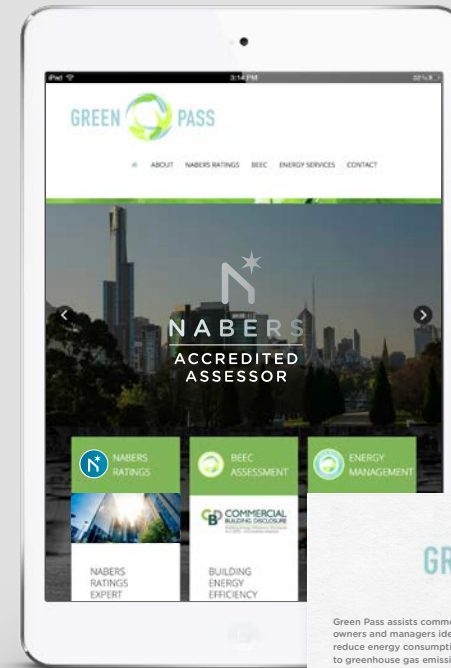 iPad
3:14 PM
GREEN PASS
ABOUT NABERS RATINGS BEEC ENERGY SERVICES CONTACT
N
NABERS
ACCREDITED
ASSESSOR
N
NABERS
RATINGS
BEEC
ASSESSMENT
ENERGY
MANAGEMENT
CBD COMMERCIAL
BUILDING DISCLOSURE
NABERS
RATINGS
EXPERT
BUILDING
ENERGY
EFFICIENCY
GR
Green Pass assists comme
owners and managers ide
reduce energy consumpti
to greenhouse gas emissi